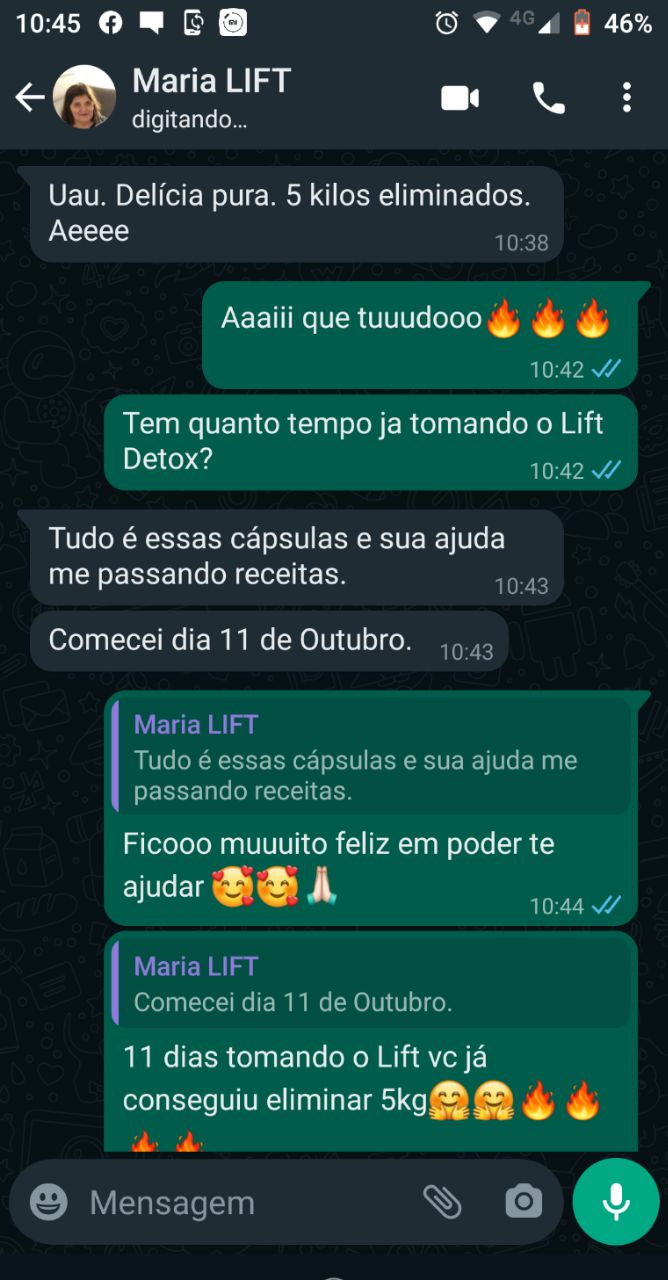 10:45 4G 46%
Maria LIFT
digitando...
Uau. Delícia pura. 5 kilos eliminados.
Aeeee
10:38
Aaaiii que tuuudooo🔥🔥🔥
10:42
Tem quanto tempo ja tomando o Lift
Detox?
10:42
Tudo é essas cápsulas e sua ajuda
me passando receitas.
10:43
Comecei dia 11 de Outubro.
10:43
Maria LIFT
Tudo é essas cápsulas e sua ajuda me
passando receitas.
Ficooo muuuito feliz em poder te
ajudar 🥰🥰🙏🏻
10:44
Maria LIFT
Comecei dia 11 de Outubro.
11 dias tomando o Lift vc já
conseguiu eliminar 5kg🤗🤗🔥🔥
🔥🔥
Mensagem